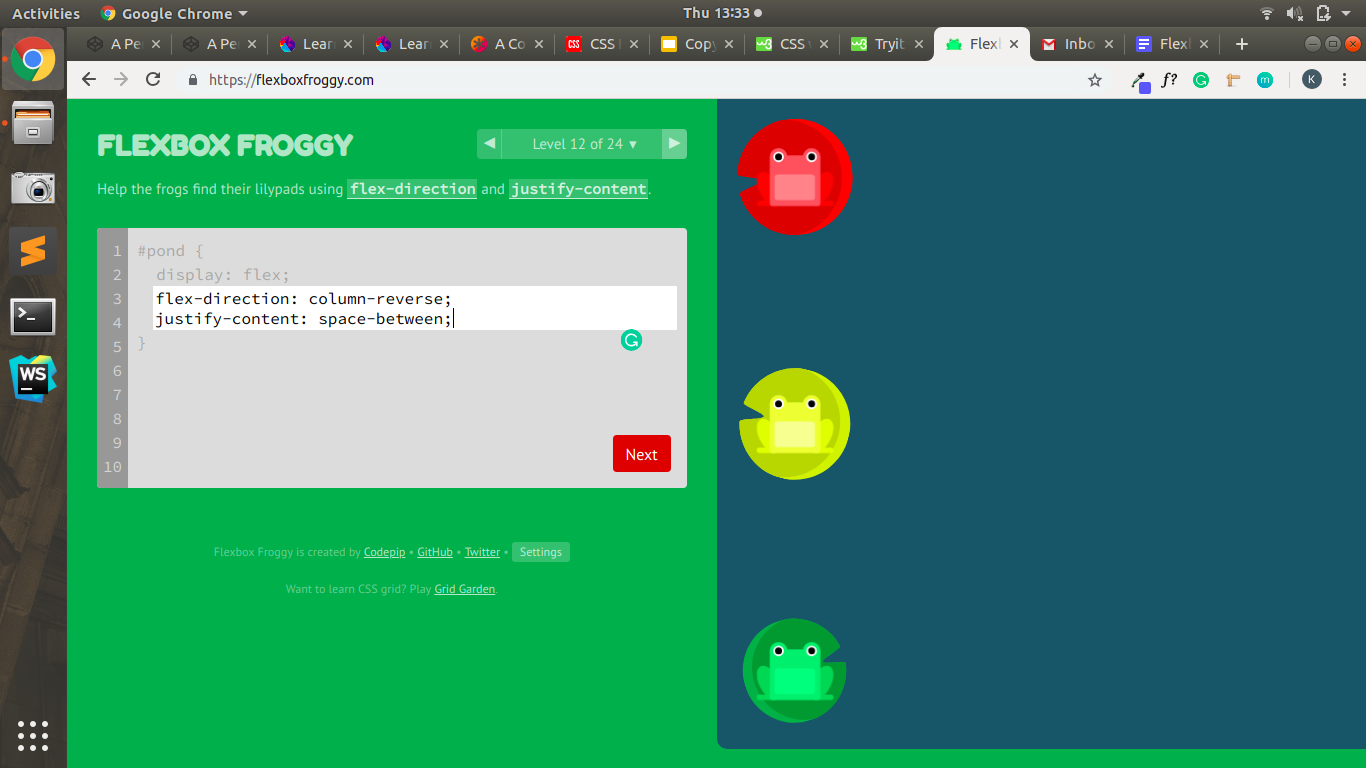 Activities Google Chrome ▾ Thu 13:33 ●
A Pe A Pe Lear Lear A Co CSS Copy CSS Tryit Flex Inbo Flex
https://flexboxfroggy.com f? K
FLEXBOX FROGGY
◀ Level 12 of 24 ▾ ▶
Help the frogs find their lilypads using flex-direction and justify-content.
1 #pond {
2 display: flex;
3 flex-direction: column-reverse;
4 justify-content: space-between;
5 }
6
7
8
9
10
Next
Flexbox Froggy is created by Codepip • GitHub • Twitter • Settings
Want to learn CSS grid? Play Grid Garden.
WS